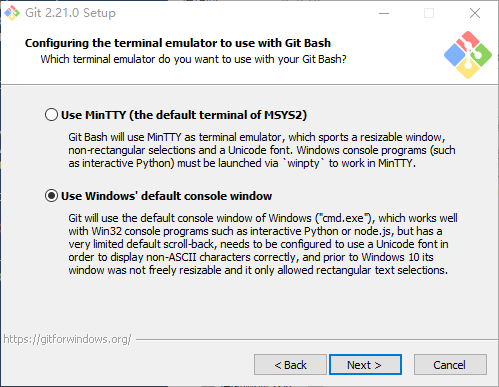 Git 2.21.0 Setup
Configuring the terminal emulator to use with Git Bash
Which terminal emulator do you want to use with your Git Bash?
Use MinTTY (the default terminal of MSYS2)
Git Bash will use MinTTY as terminal emulator, which sports a resizable window,
non-rectangular selections and a Unicode font. Windows console programs (such
as interactive Python) must be launched via `winpty` to work in MinTTY.
Use Windows' default console window
Git will use the default console window of Windows ("cmd.exe"), which works well
with Win32 console programs such as interactive Python or node.js, but has a
very limited default scroll-back, needs to be configured to use a Unicode font in
order to display non-ASCII characters correctly, and prior to Windows 10 its
window was not freely resizable and it only allowed rectangular text selections.
https://gitforwindows.org/
< Back
Next >
Cancel